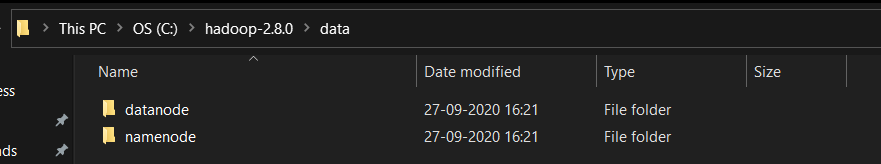 This PC > OS (C:) > hadoop-2.8.0 > data
Name Date modified Type Size
ess
datanode 27-09-2020 16:21 File folder
namenode 27-09-2020 16:21 File folder
nds